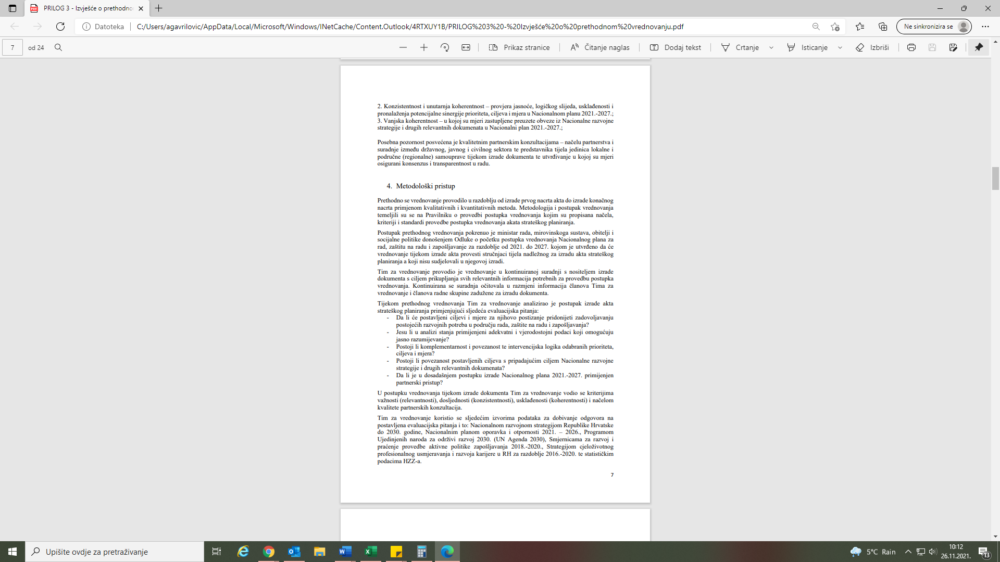 PRILOG 3 - Izvješće o prethodno
Datoteka
C:/Users/agavrilovic/AppData/Local/Microsoft/Windows/INetCache/Content.Outlook/4RTXUY1B/PRILOG%203%20-%20Izvješće%20o%20prethodnom%20vrednovanju.pdf
Ne sinkronizira se
7 od 24
Prikaz stranice
Čitanje naglas
Dodaj tekst
Crtanje
Isticanje
Izbriši
2. Konzistentnost i unutarnja koherentnost – provjera jasnoće, logičkog slijeda, usklađenosti i
pronalaženja potencijalne sinergije prioriteta, ciljeva i mjera u Nacionalnom planu 2021.-2027.;
3. Vanjska koherentnost – u kojoj su mjeri zastupljene preuzete obveze iz Nacionalne razvojne
strategije i drugih relevantnih dokumenata u Nacionalni plan 2021.-2027.;
Posebna pozornost posvećena je kvalitetnim partnerskim konzultacijama – načelu partnerstva i
suradnje između državnog, javnog i civilnog sektora te predstavnika tijela jedinica lokalne i
područne (regionalne) samouprave tijekom izrade dokumenta te utvrđivanje u kojoj su mjeri
osigurani konsenzus i transparentnost u radu.
4. Metodološki pristup
Prethodno se vrednovanje provodilo u razdoblju od izrade prvog nacrta akta do izrade konačnog
nacrta primjenom kvalitativnih i kvantitativnih metoda. Metodologija i postupak vrednovanja
temeljili su se na Pravilniku o provedbi postupka vrednovanja kojim su propisana načela,
kriteriji i standardi provedbe postupka vrednovanja akata strateškog planiranja.
Postupak prethodnog vrednovanja pokrenuo je ministar rada, mirovinskoga sustava, obitelji i
socijalne politike donošenjem Odluke o početku postupka vrednovanja Nacionalnog plana za
rad, zaštitu na radu i zapošljavanje za razdoblje od 2021. do 2027. kojom je utvrđeno da će
vrednovanje tijekom izrade akta provesti stručnjaci tijela nadležnog za izradu akta strateškog
planiranja a koji nisu sudjelovali u njegovoj izradi.
Tim za vrednovanje provodio je vrednovanje u kontinuiranoj suradnji s nositeljem izrade
dokumenta s ciljem prikupljanja svih relevantnih informacija potrebnih za provedbu postupka
vrednovanja. Kontinuirana se suradnja očitovala u razmjeni informacija članova Tima za
vrednovanje i članova radne skupine zadužene za izradu dokumenta.
Tijekom prethodnog vrednovanja Tim za vrednovanje analizirao je postupak izrade akta
strateškog planiranja primjenjujući sljedeća evaluacijska pitanja:
- Da li će postavljeni ciljevi i mjere za njihovo postizanje pridonijeti zadovoljavanju
postojećih razvojnih potreba u području rada, zaštite na radu i zapošljavanja?
- Jesu li u analizi stanja primijenjeni adekvatni i vjerodostojni podaci koji omogućuju
jasno razumijevanje?
- Postoji li komplementarnost i povezanost te intervencijska logika odabranih prioriteta,
ciljeva i mjera?
- Postoji li povezanost postavljenih ciljeva s pripadajućim ciljem Nacionalne razvojne
strategije i drugih relevantnih dokumenata?
- Da li je u dosadašnjem postupku izrade Nacionalnog plana 2021.-2027. primijenjen
partnerski pristup?
U postupku vrednovanja tijekom izrade dokumenta Tim za vrednovanje vodio se kriterijima
važnosti (relevantnosti), dosljednosti (konzistentnosti), usklađenosti (koherentnosti) i načelom
kvalitete partnerskih konzultacija.
Tim za vrednovanje koristio se sljedećim izvorima podataka za dobivanje odgovora na
postavljena evaluacijska pitanja i to: Nacionalnom razvojnom strategijom Republike Hrvatske
do 2030. godine, Nacionalnim planom oporavka i otpornosti 2021. – 2026., Programom
Ujedinjenih naroda za održivi razvoj 2030. (UN Agenda 2030), Smjernicama za razvoj i
praćenje provedbe aktivne politike zapošljavanja 2018.-2020., Strategijom cjeloživotnog
profesionalnog usmjeravanja i razvoja karijere u RH za razdoblje 2016.-2020. te statističkim
podacima HZZ-a.
7
Upišite ovdje za pretraživanje
5°C Rain
10:12
26.11.2021.
13